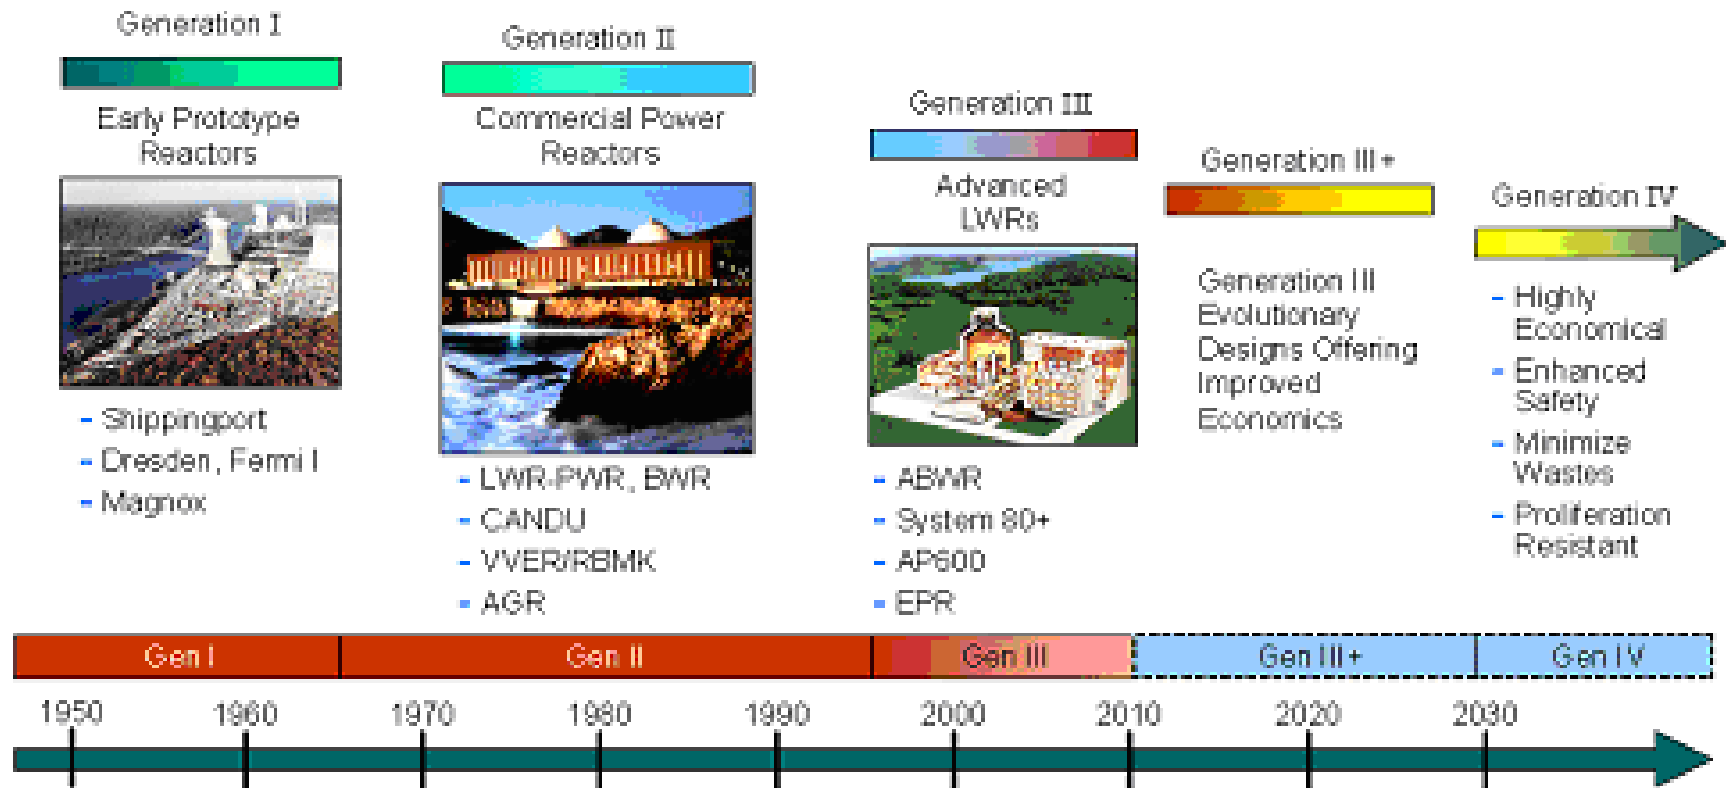 Generation I
Early Prototype
Reactors
- Shippingport
- Dresden, Fermi I
- Magnox
Generation II
Commercial Power
Reactors
- LWR-PWR, BWR
- CANDU
- VVER/RBMK
- AGR
Generation III
Advanced
LWRs
- ABWR
- System 80+
- AP600
- EPR
Generation III+
Generation III
Evolutionary
Designs Offering
Improved
Economics
Generation IV
- Highly
Economical
- Enhanced
Safety
- Minimize
Wastes
- Proliferation
Resistant
Gen I
Gen II
Gen III
Gen III+
Gen IV
1950
1960
1970
1980
1990
2000
2010
2020
2030